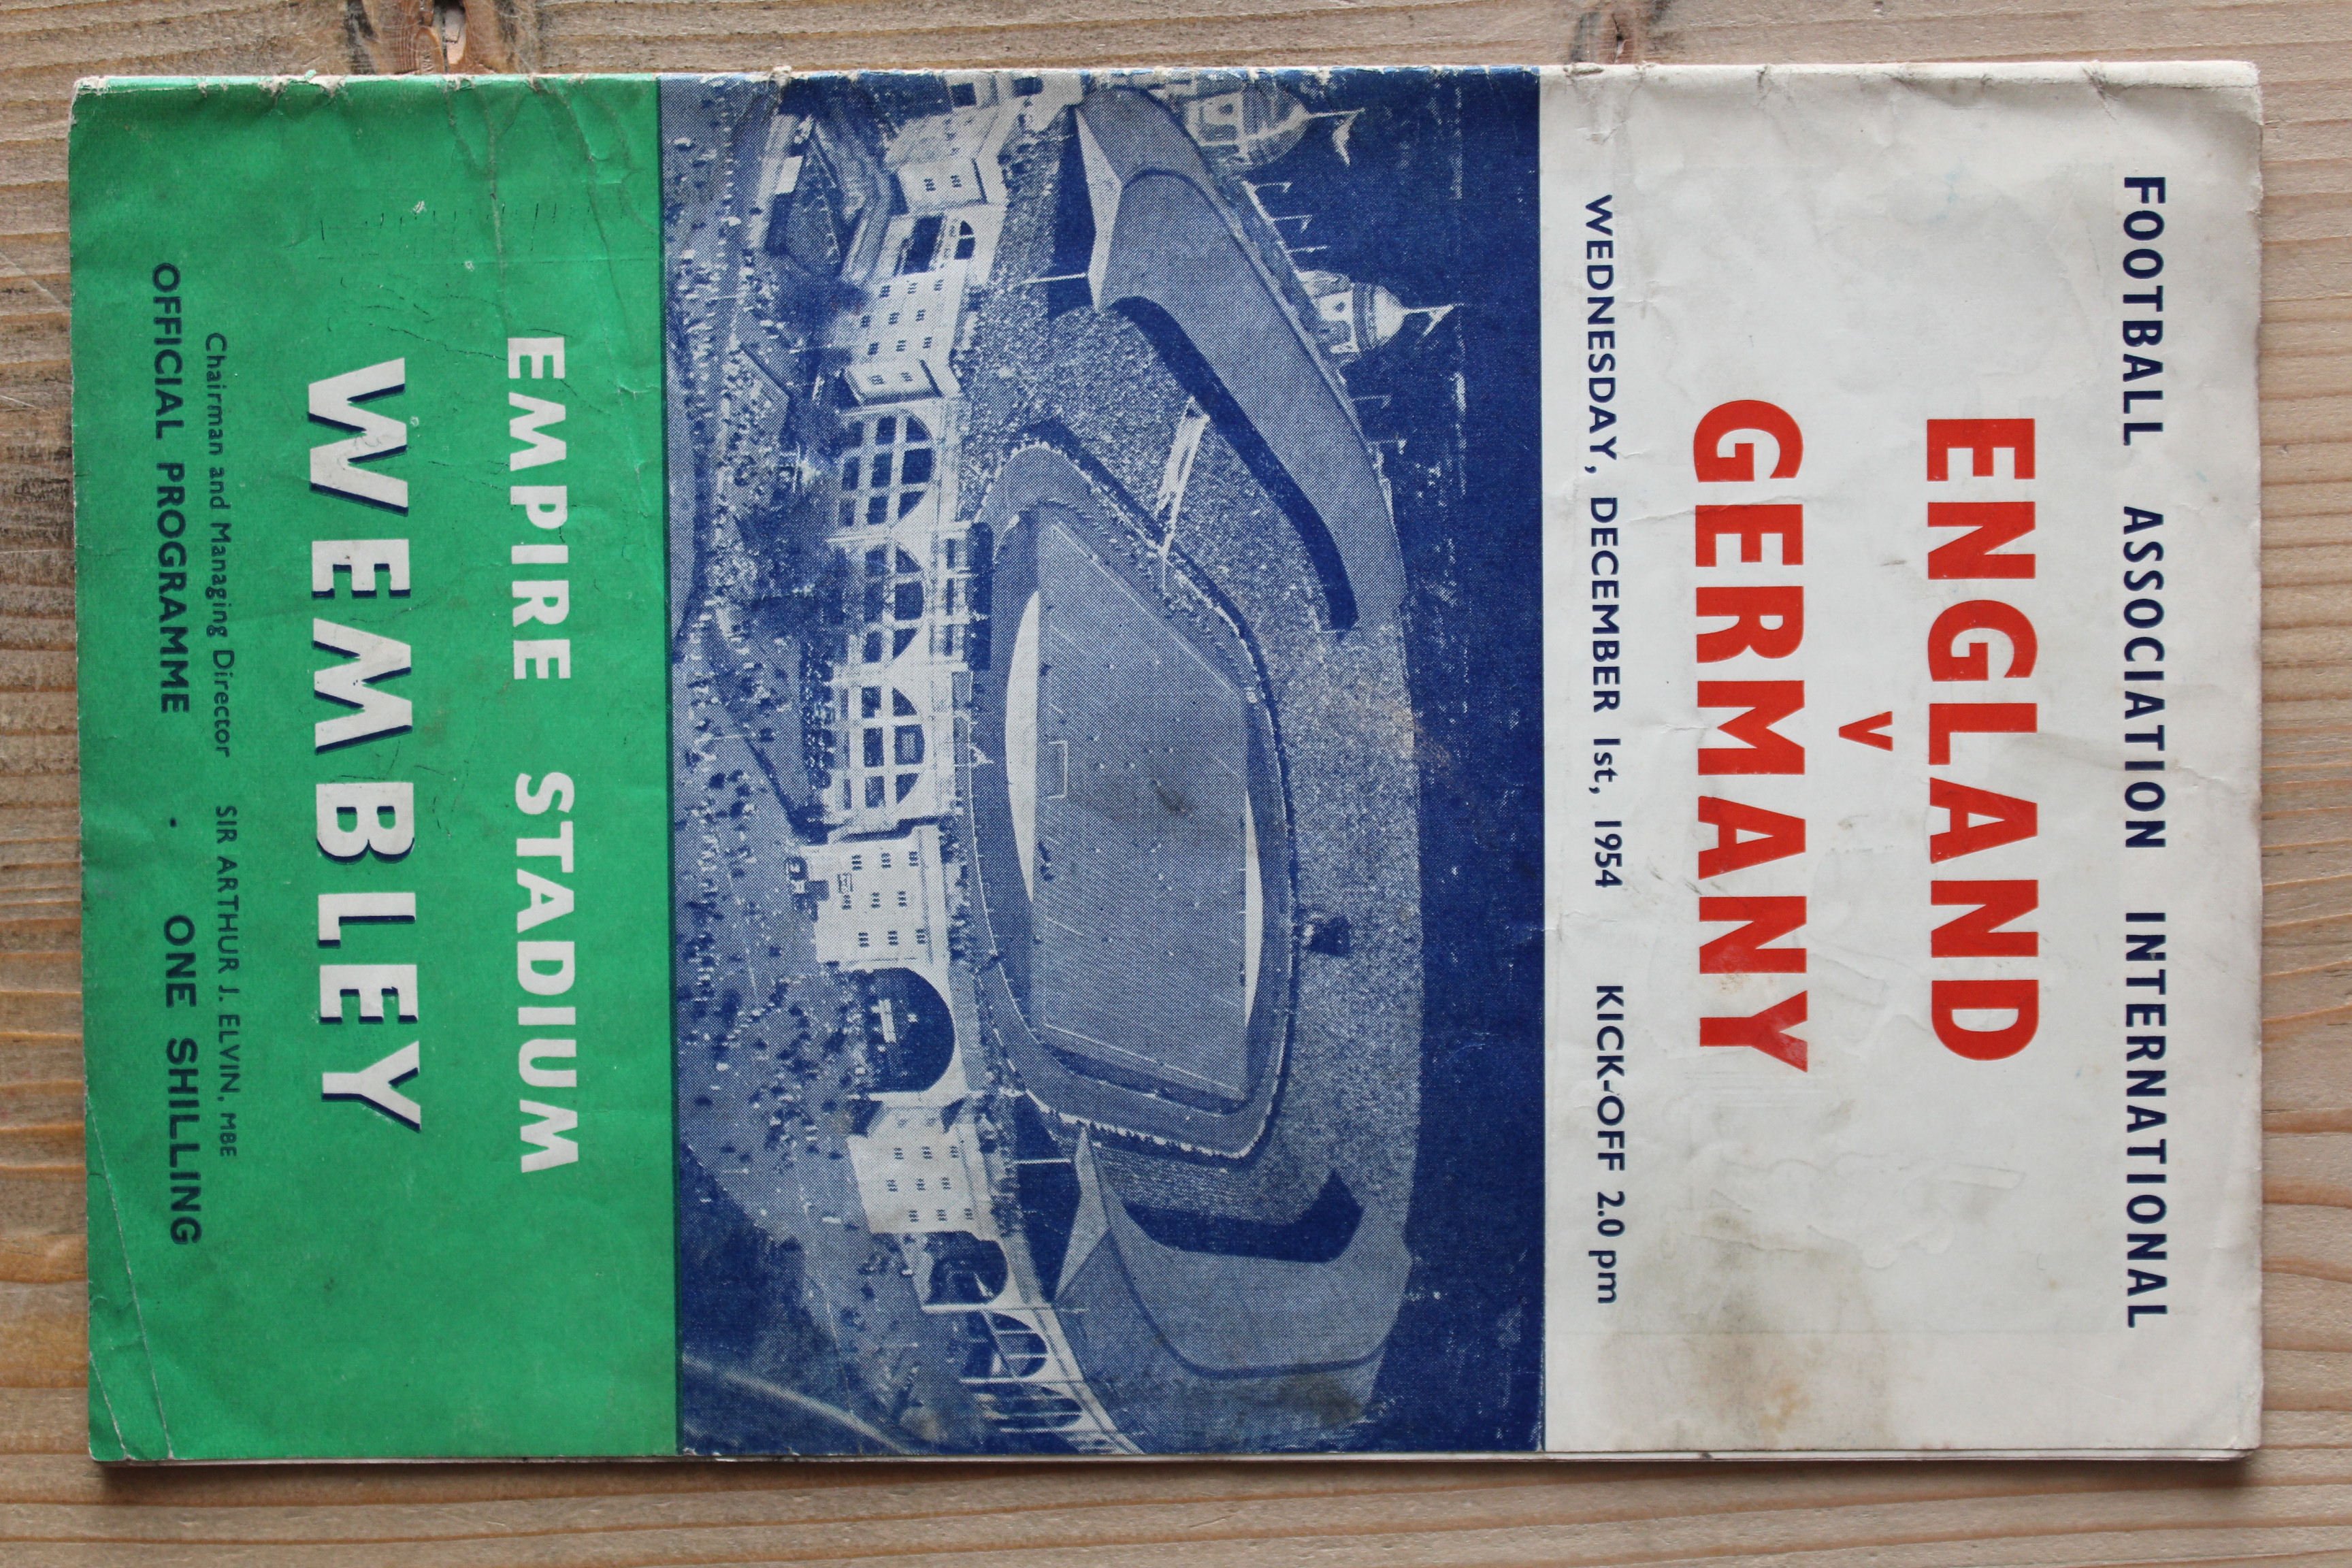 FOOTBALL ASSOCIATION INTERNATIONAL
ENGLAND
V
GERMANY
WEDNESDAY, DECEMBER 1st, 1954 KICK-OFF 2.0 pm
EMPIRE STADIUM
WEMBLEY
Chairman and Managing Director SIR ARTHUR J. ELVIN, MBE
OFFICIAL PROGRAMME · ONE SHILLING